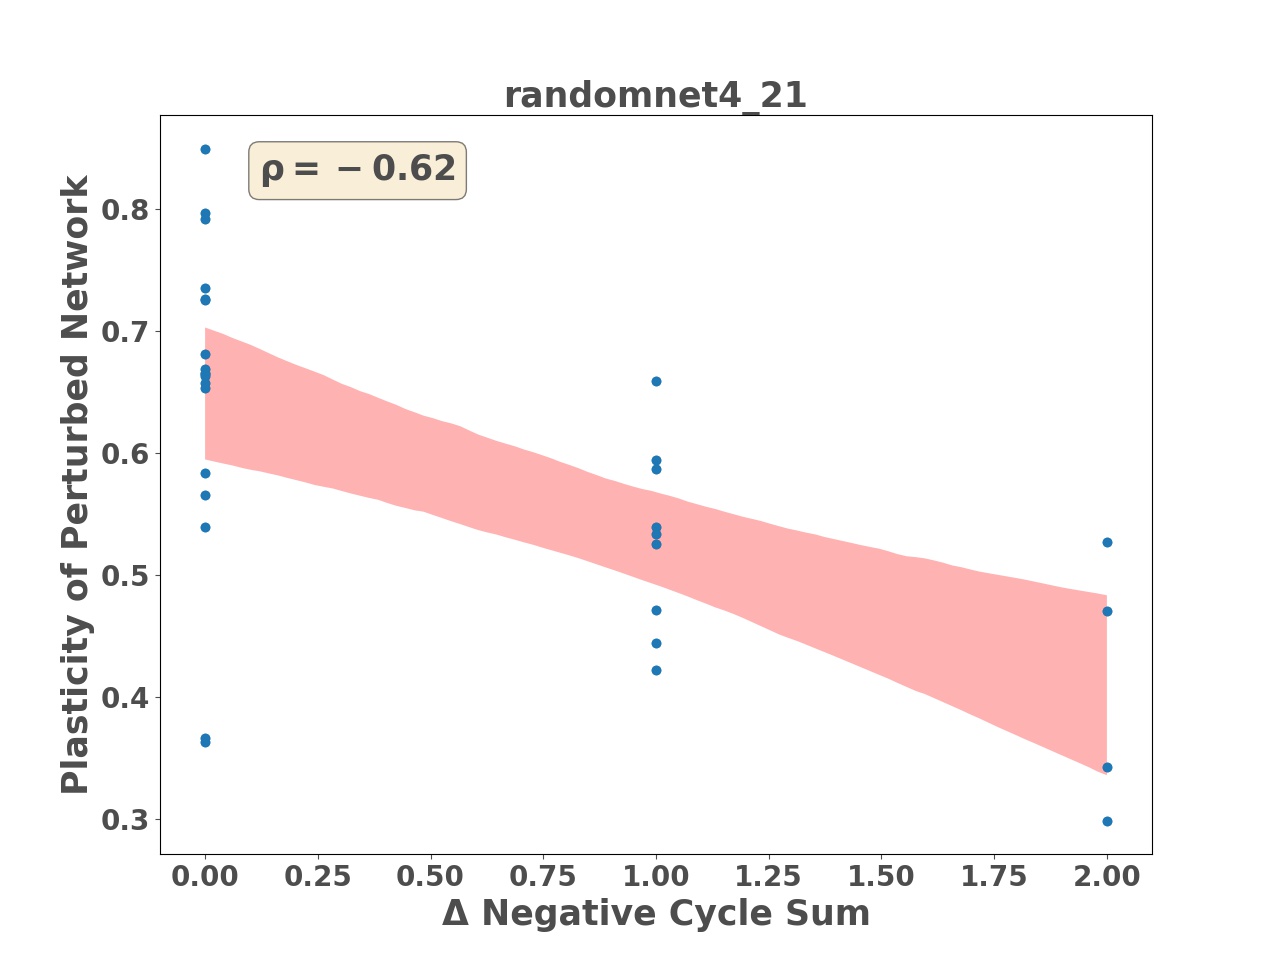 randomnet4_21
ρ = − 0.62
Plasticity of Perturbed Network
0.8
0.7
0.6
0.5
0.4
0.3
0.00 0.25 0.50 0.75 1.00 1.25 1.50 1.75 2.00
Δ Negative Cycle Sum